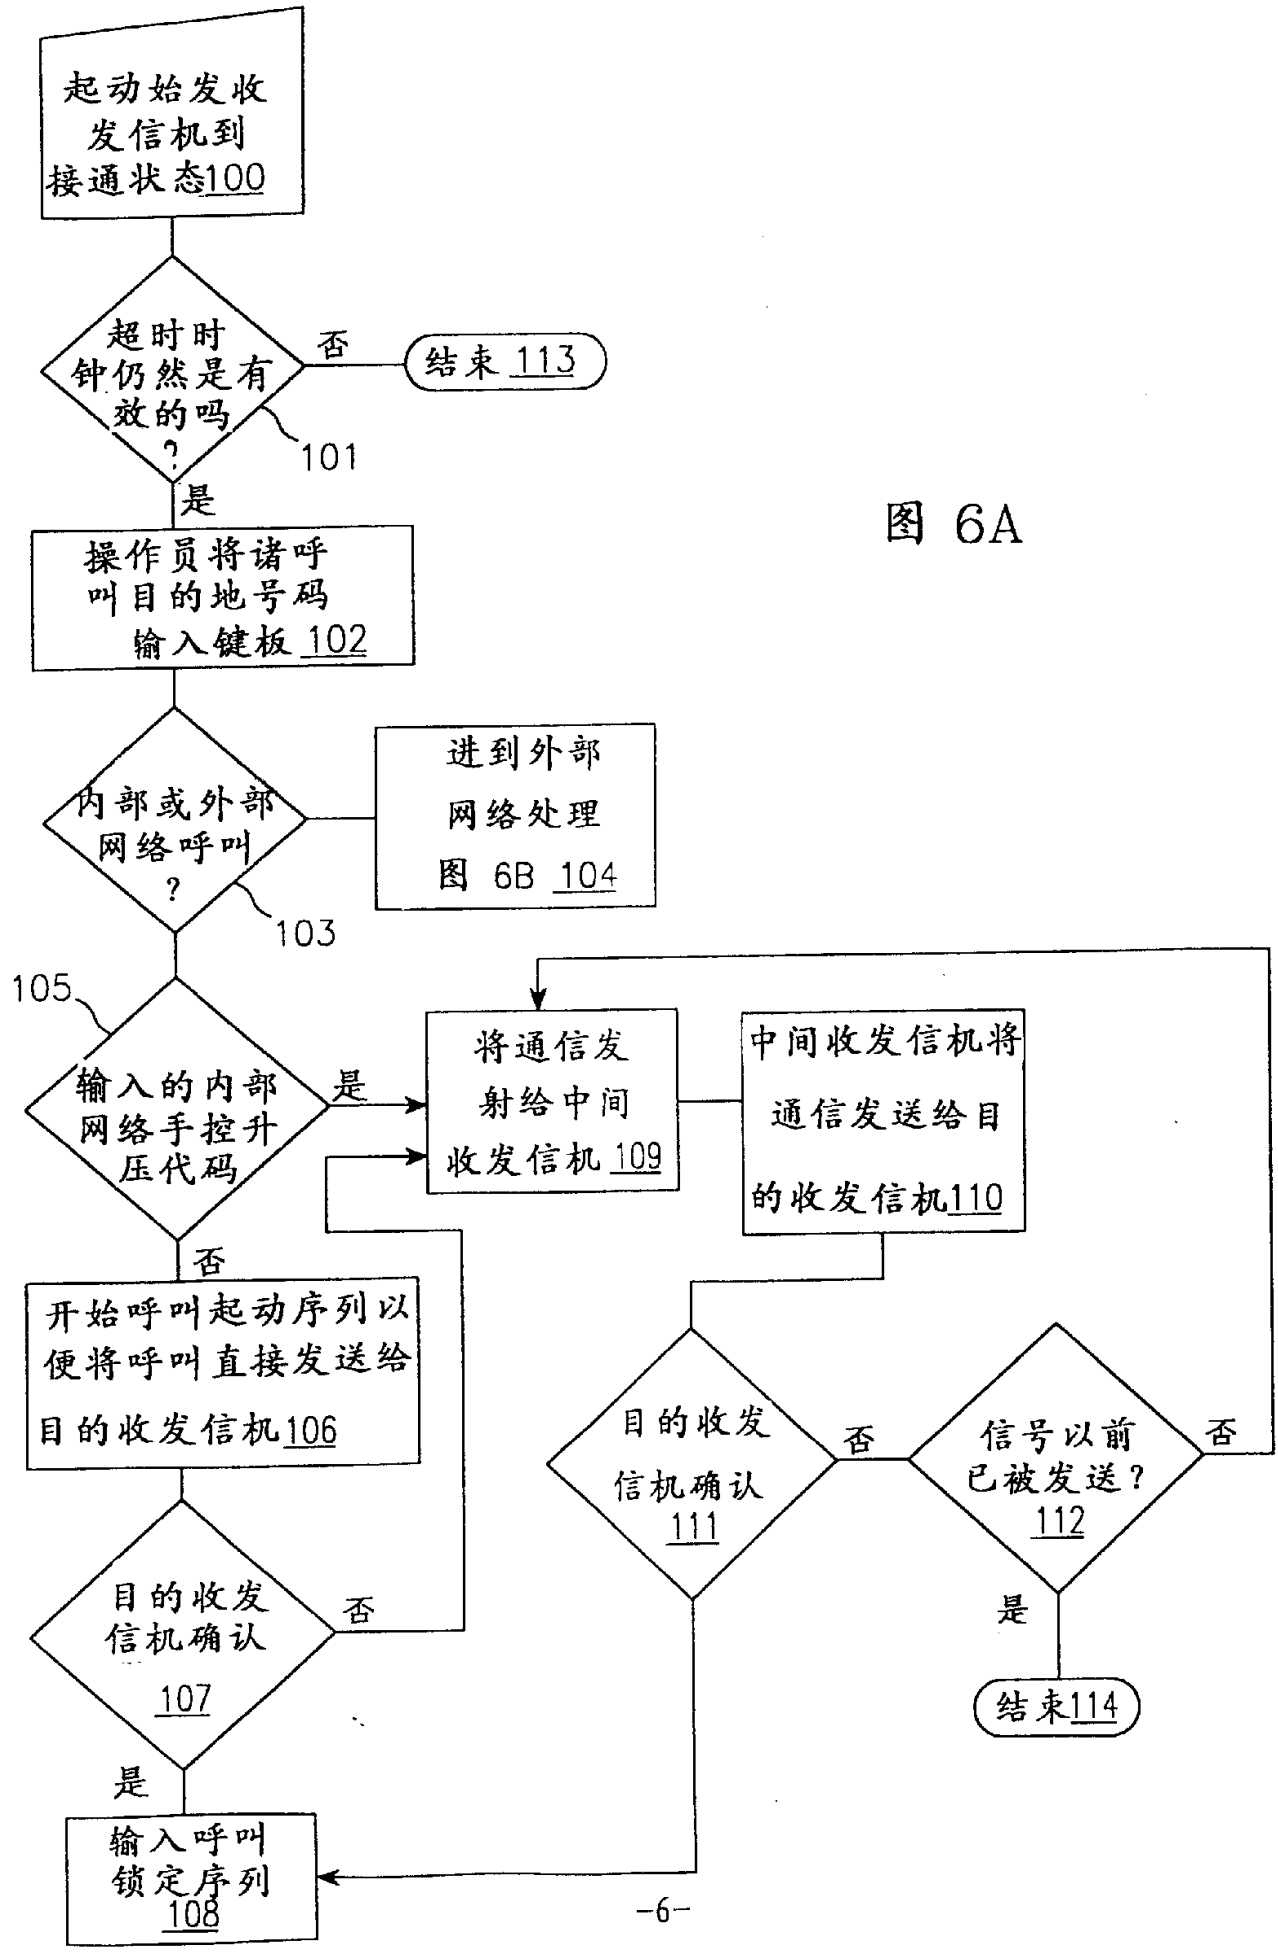 起动始发收
发信机到
接通状态100
超时时
钟仍然是有
效的吗
?
101
否
结束 113
是
操作员将诸呼
叫目的地号码
输入键板 102
图 6A
内部或外部
网络呼叫
?
103
进到外部
网络处理
图 6B 104
105
输入的内部
网络手控升
压代码
是
否
将通信发
射给中间
收发信机 109
中间收发信机将
通信发送给目
的收发信机110
开始呼叫起动序列以
便将呼叫直接发送给
目的收发信机106
目的收发
信机确认
107
否
是
目的收发
信机确认
111
否
信号以前
已被发送?
112
否
是
结束114
输入呼叫
锁定序列
108
-6-